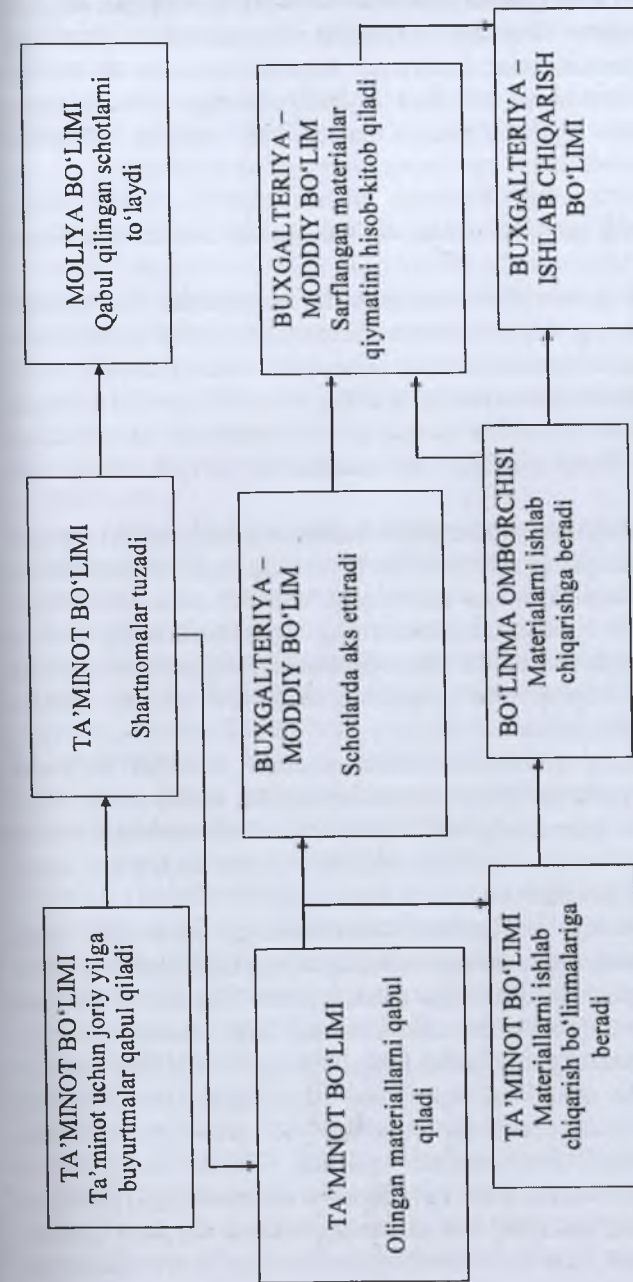 TA’MINOT BO‘LIMI
Ta’minot uchun joriy yilga
buyurtmalar qabul qiladi
TA’MINOT BO‘LIMI
Shartnomalar tuzadi
MOLIYA BO‘LIMI
Qabul qilingan schotlarni
to‘laydi
TA’MINOT BO‘LIMI
Olingan materiallarni qabul
qiladi
BUXGALTERIYA –
MODDIY BO‘LIM
Schotlarda aks ettiradi
BUXGALTERIYA –
MODDIY BO‘LIM
Sarflangan materiallar
qiymatini hisob-kitob qiladi
TA’MINOT BO‘LIMI
Materiallarni ishlab
chiqarish bo‘linmalariga
beradi
BO‘LINMA OMBORCHISI
Materialarni ishlab
chiqarishga beradi
BUXGALTERIYA
ISHLAB CHIQARISH
BO‘LIMI